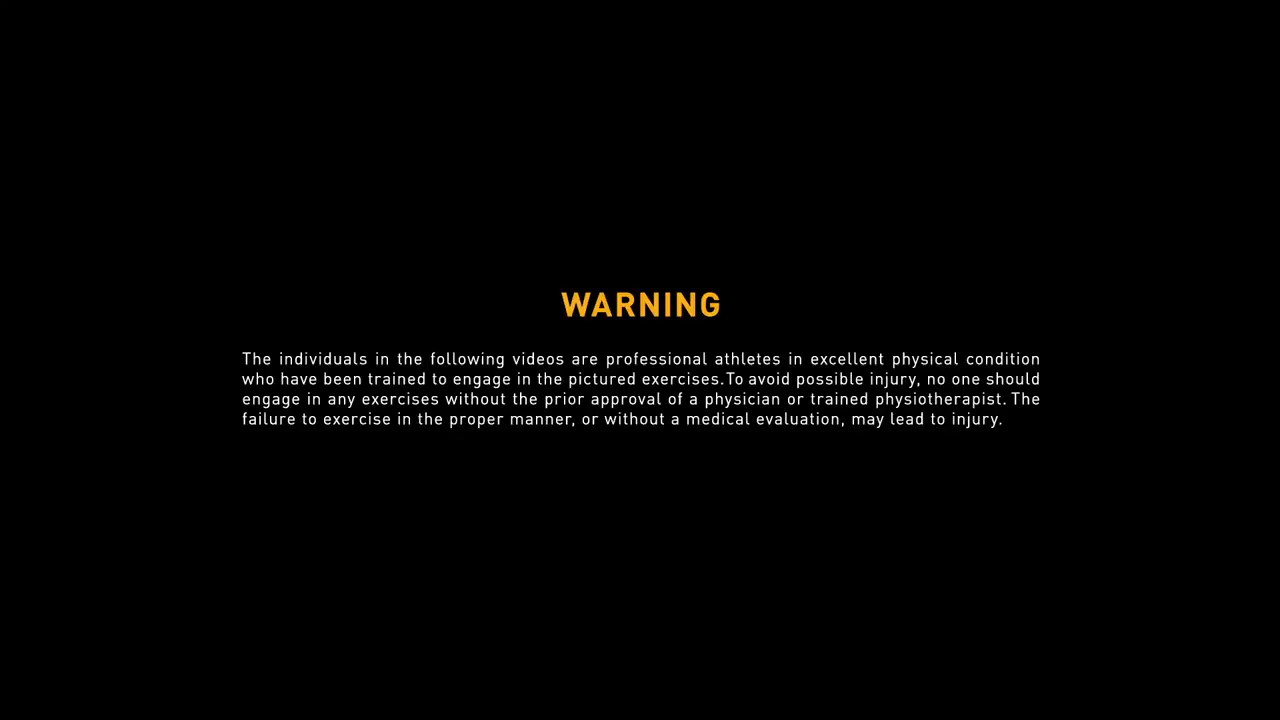 WARNING
The individuals in the following videos are professional athletes in excellent physical condition
who have been trained to engage in the pictured exercises.To avoid possible injury, no one should
engage in any exercises without the prior approval of a physician or trained physiotherapist. The
failure to exercise in the proper manner, or without a medical evaluation, may lead to injury.